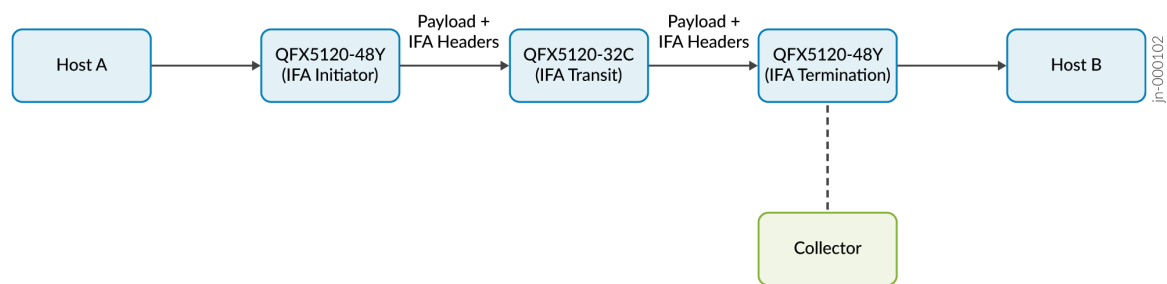 Payload +
IFA Headers
Payload +
IFA Headers
Host A
QFX5120-48Y
(IFA Initiator)
QFX5120-32C
(IFA Transit)
QFX5120-48Y
(IFA Termination)
Host B
jn-000102
Collector